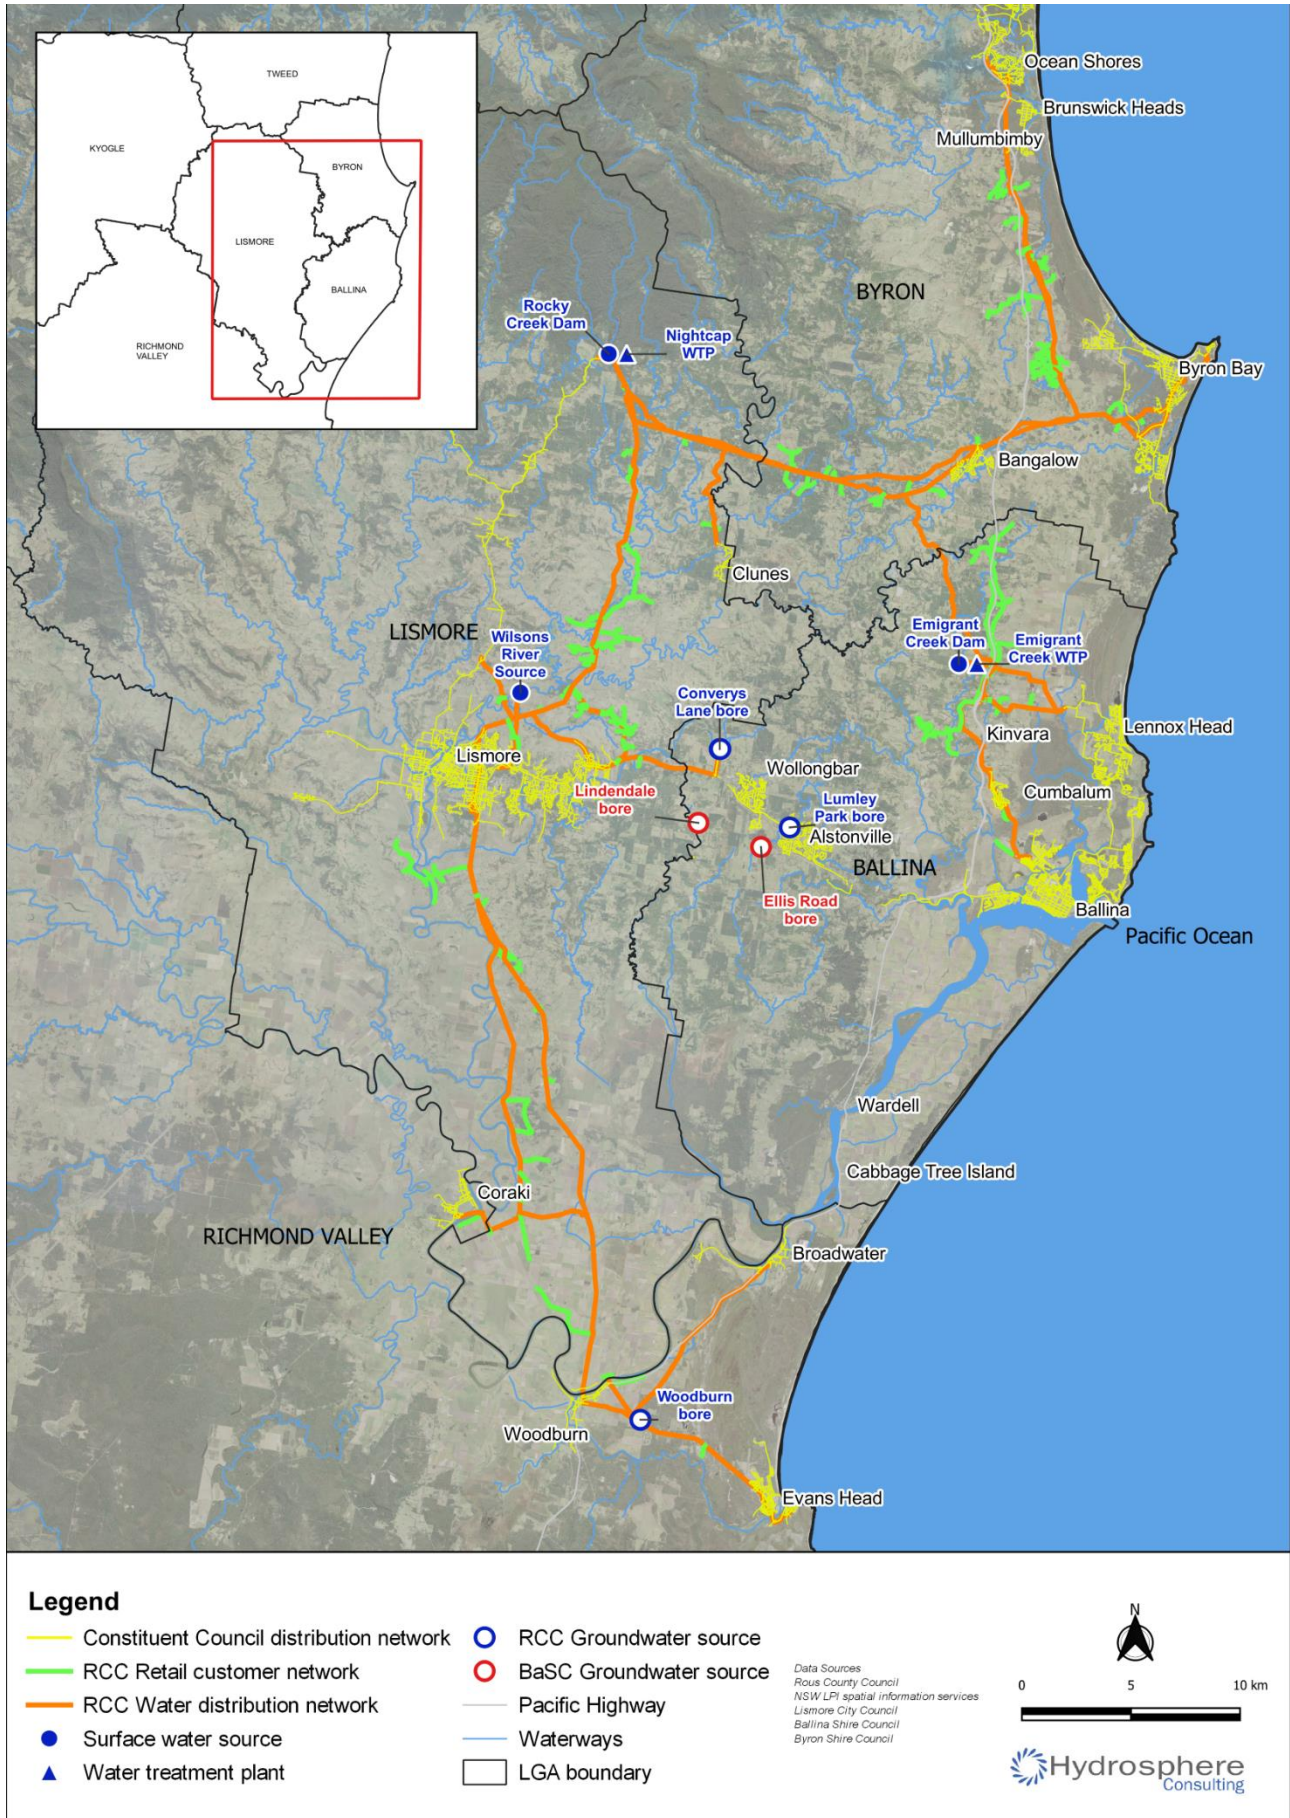 TWEED
KYOGLE
BYRON
LISMORE
BALLINA
RICHMOND
VALLEY
Ocean Shores
Brunswick Heads
Mullumbimby
BYRON
Rocky
Creek Dam
Nightcap
WTP
Byron Bay
Bangalow
Clunes
LISMORE
Wilsons
River
Source
Emigrant
Creek Dam
Emigrant
Creek WTP
Converys
Lane bore
Lennox Head
Kinvara
Lismore
Wollongbar
Lindendale
bore
Cumbalum
Lumley
Park bore
Alstonville
BALLINA
Ellis Road
bore
Ballina
Pacific Ocean
Wardell
Cabbage Tree Island
Coraki
RICHMOND VALLEY
Broadwater
Woodburn
bore
Woodburn
Evans Head
Legend
Constituent Council distribution network
RCC Retail customer network
RCC Water distribution network
Surface water source
Water treatment plant
RCC Groundwater source
BaSC Groundwater source
Pacific Highway
Waterways
LGA boundary
Data Sources
Rous County Council
NSW LPI spatial information services
Lismore City Council
Ballina Shire Council
Byron Shire Council
N
0 5 10 km
Hydrosphere
Consulting